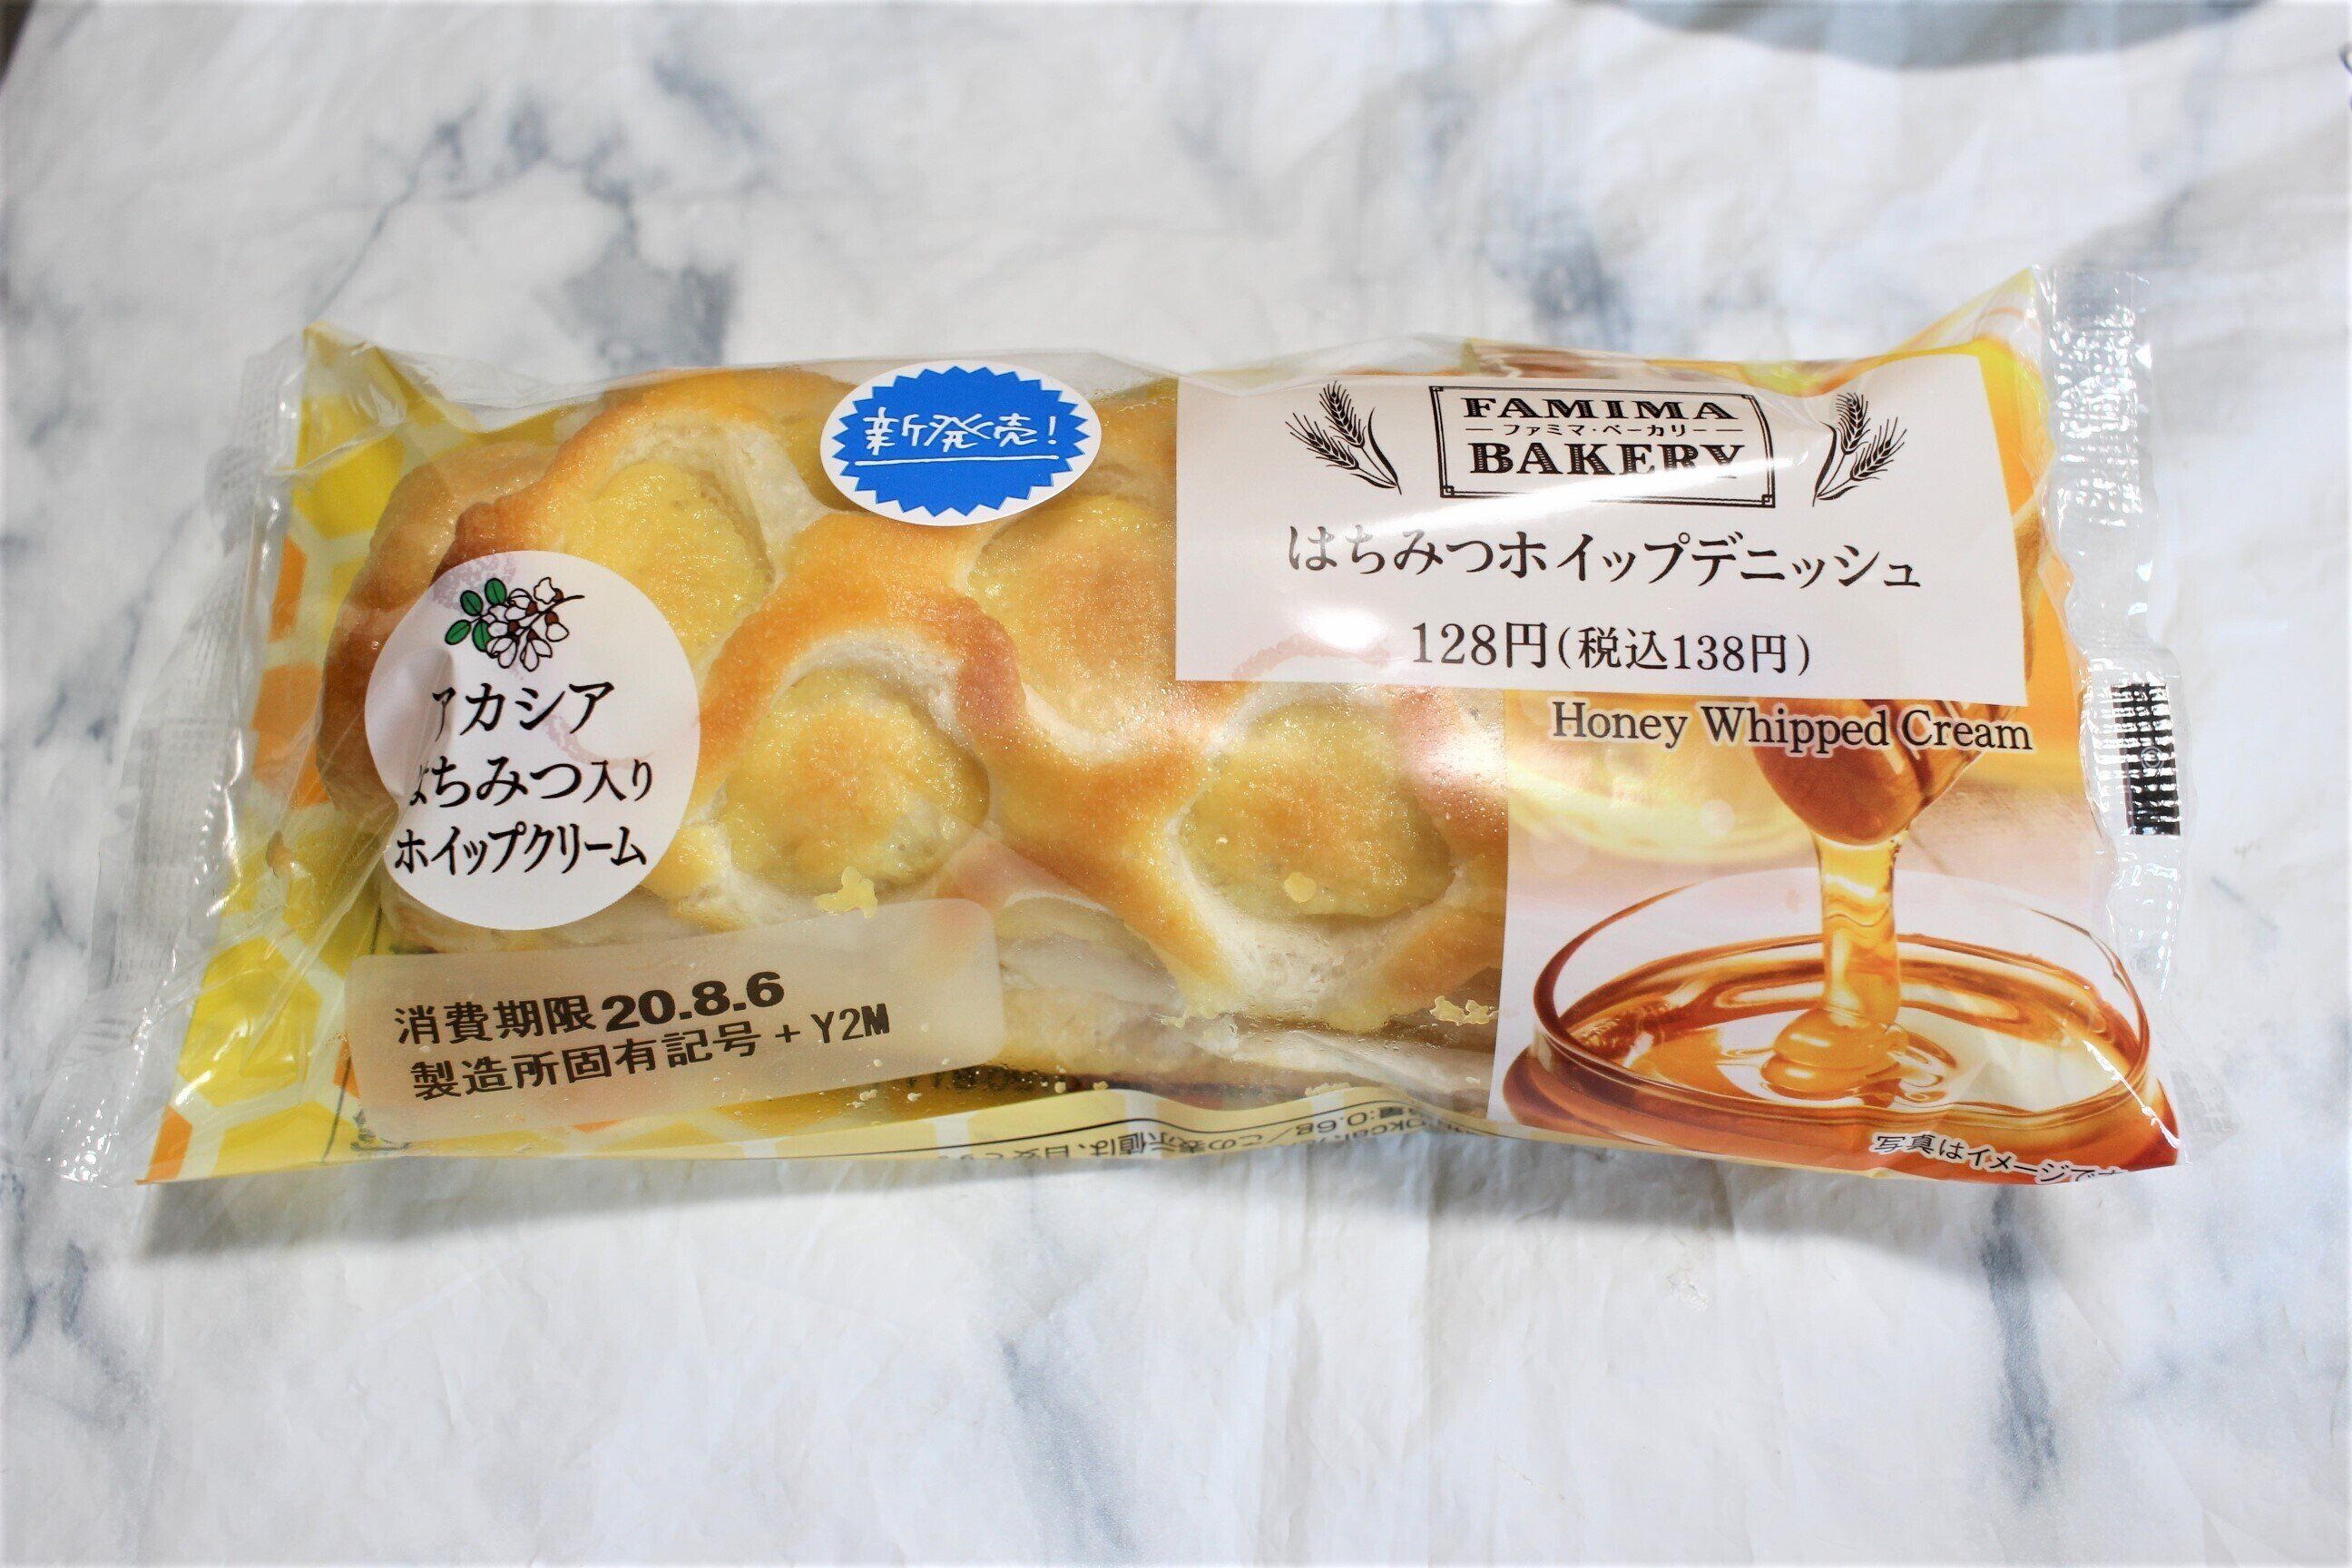 新発売!
FAMIMA
ファミマ・ベーカリー
BAKERY
はちみつホイップデニッシュ
128円(税込138円)
Honey Whipped Cream
アカシア
はちみつ入り
ホイップクリーム
消費期限20.8.6
製造所固有記号+Y2M
写真はイメージです